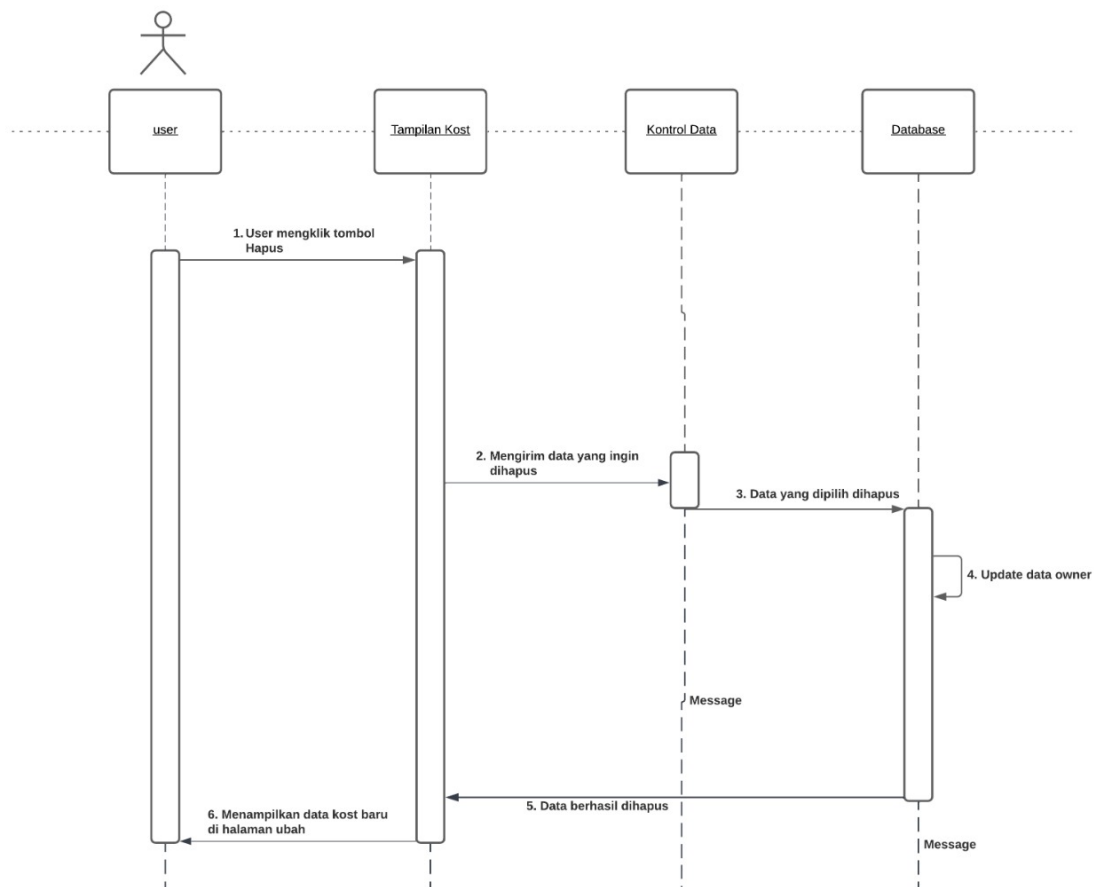 user
Tampilan Kost
Kontrol Data
Database
1. User mengklik tombol
Hapus
2. Mengirim data yang ingin
dihapus
3. Data yang dipilih dihapus
4. Update data owner
Message
5. Data berhasil dihapus
6. Menampilkan data kost baru
di halaman ubah
Message